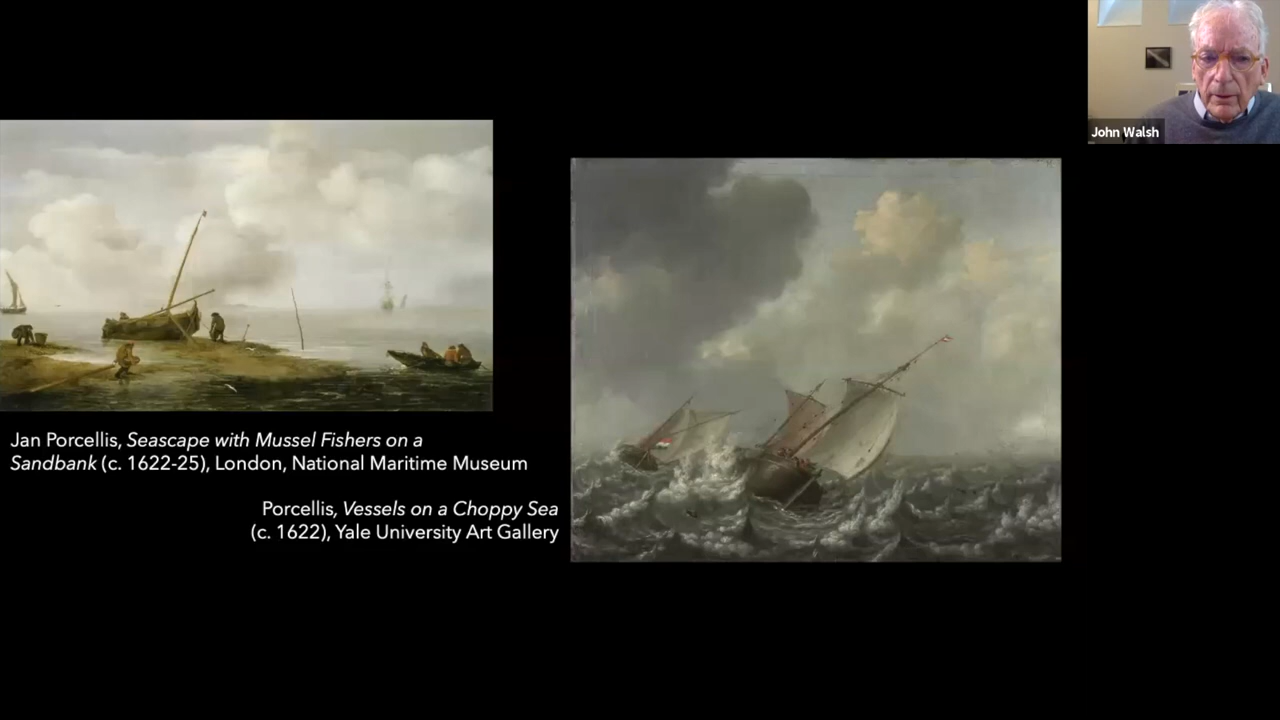 John Walsh
Jan Porcellis, Seascape with Mussel Fishers on a
Sandbank (c. 1622-25), London, National Maritime Museum
Porcellis, Vessels on a Choppy Sea
(c. 1622), Yale University Art Gallery